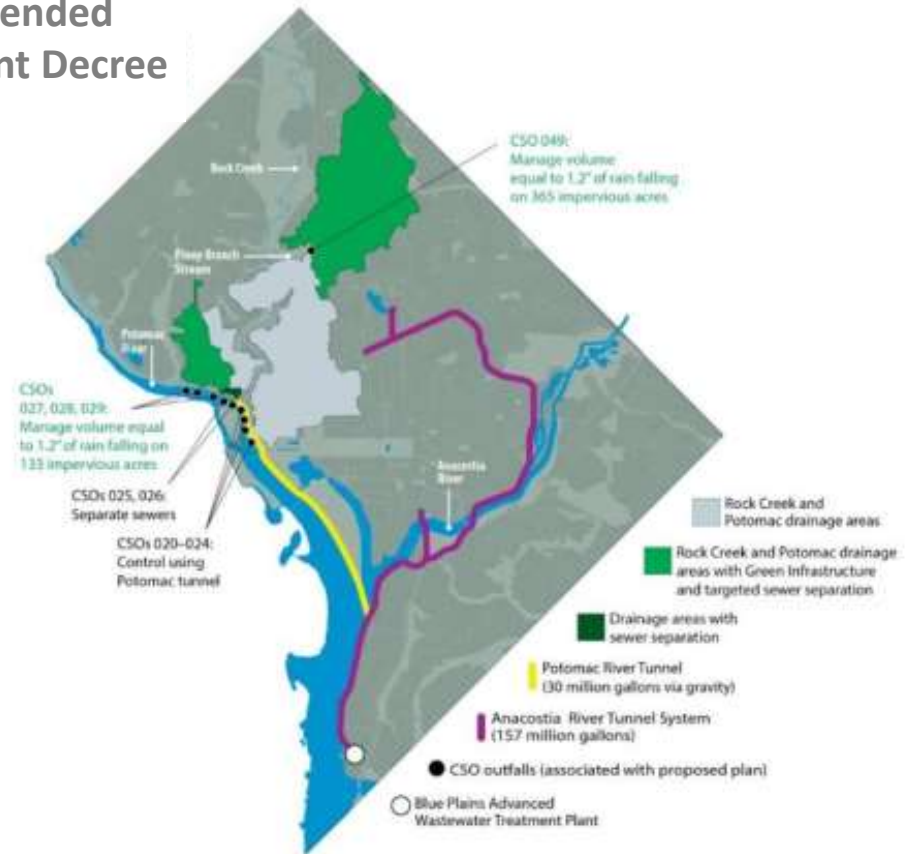 ended
nt Decree
CSO 049:
Manage volume
equal to 1.2" of rain falling
on 365 impervious acres
Rock Creek
Piney Branch
Stream
Potomac
River
CSOs
027, 028, 029:
Manage volume equal
to 1.2" of rain falling on
133 impervious acres
CSOs 025, 026:
Separate sewers
CSOs 020–024:
Control using
Potomac tunnel
Anacostia
River
Rock Creek and
Potomac drainage areas
Rock Creek and Potomac drainage
areas with Green Infrastructure
and targeted sewer separation
Drainage areas with
sewer separation
Potomac River Tunnel
(30 million gallons via gravity)
Anacostia River Tunnel System
(157 million gallons)
CSO outfalls (associated with proposed plan)
Blue Plains Advanced
Wastewater Treatment Plant